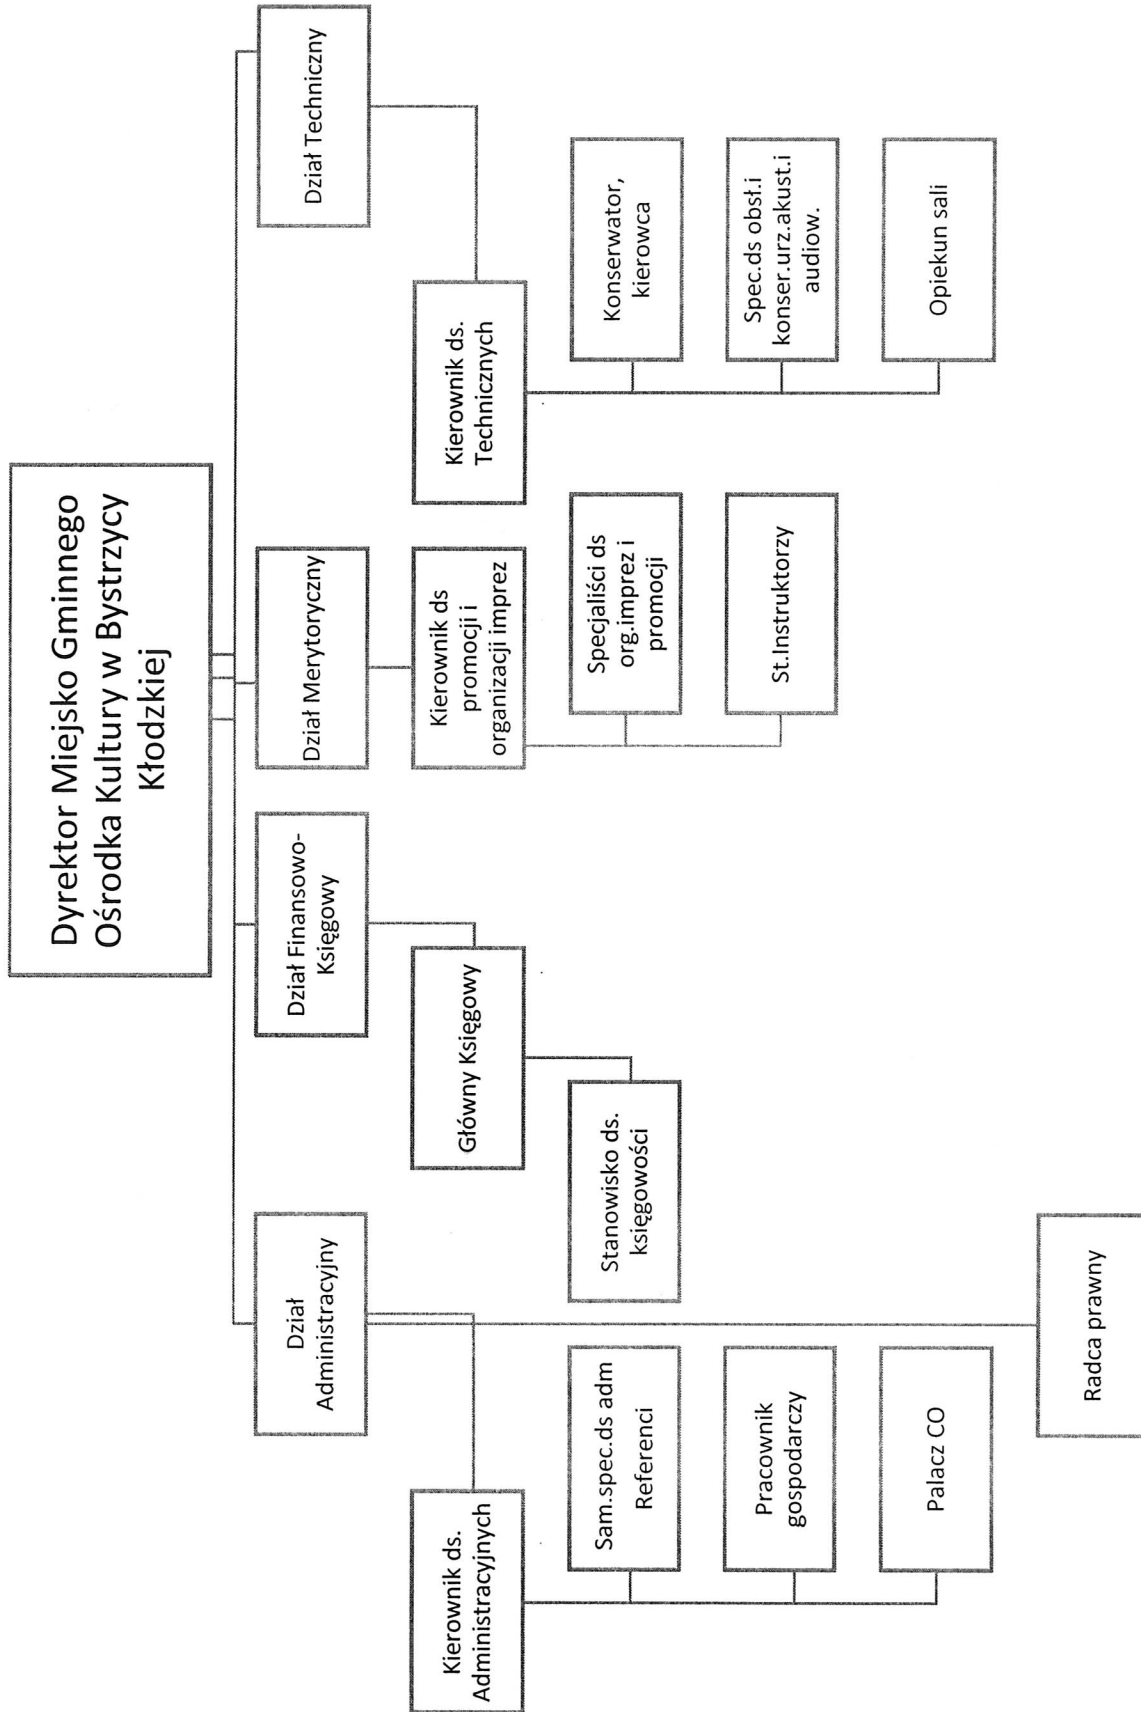 Dyrektor Miejsko Gminnego
Ośrodka Kultury w Bystrzycy
Kłodzkiej
Dział
Administracyjny
Dział Finansowo-
Księgowy
Dział Merytoryczny
Dział Techniczny
Kierownik ds.
Administracyjnych
Główny Księgowy
Kierownik ds
promocji i
organizacji imprez
Kierownik ds.
Technicznych
Sam.spec.ds adm
Referenci
Stanowisko ds.
księgowości
Specjaliści ds
org.imprez i
promocji
Konserwator,
kierowca
Pracownik
gospodarczy
St.Instruktorzy
Spec.ds obsł.i
konser.urz.akust.i
audiow.
Palacz CO
Opiekun sali
Radca prawny